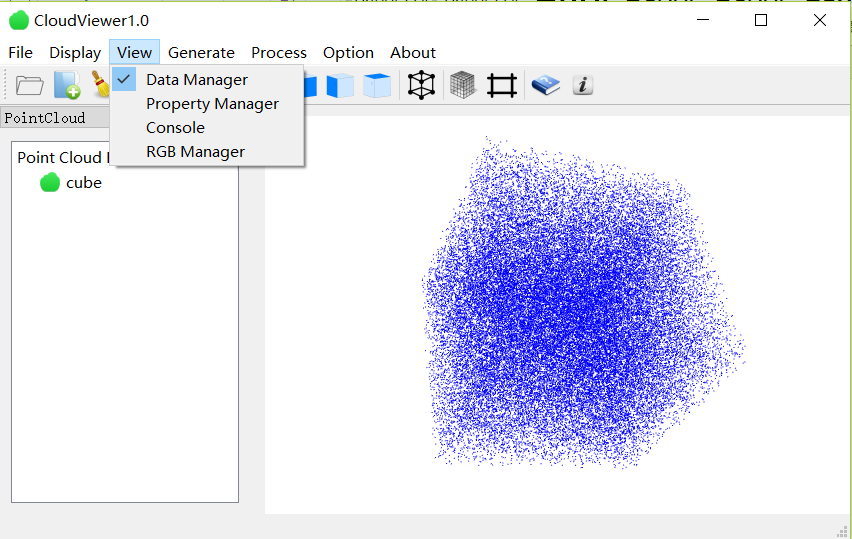 CloudViewer1.0
File Display View Generate Process Option About
Data Manager
Property Manager
Console
RGB Manager
PointCloud
Point Cloud
cube